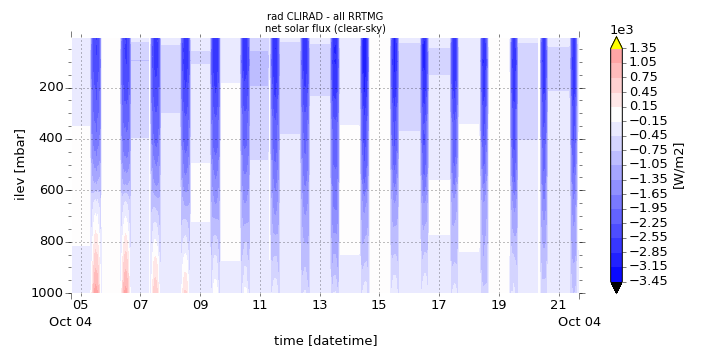 rad CLIRAD - all RRTMG
net solar flux (clear-sky)
1e3
1.35
1.05
0.75
0.45
0.15
−0.15
−0.45
−0.75
−1.05
−1.35
−1.65
−1.95
−2.25
−2.55
−2.85
−3.15
−3.45
[W/m2]
ilev [mbar]
200
400
600
800
1000
05 07 09 11 13 15 17 19 21
Oct 04 Oct 04
time [datetime]